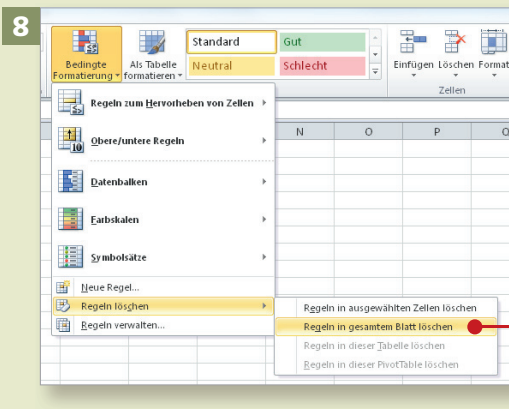 8
Standard
Gut
Bedingte Formatierung
Als Tabelle formatieren
Neutral
Schlecht
Einfügen
Löschen
Format
Zellen
Regeln zum Hervorheben von Zellen
N
O
P
Obere/untere Regeln
10
Datenbalken
Farbskalen
Symbolsätze
Neue Regel...
Regeln löschen
Regeln in ausgewählten Zellen löschen
Regeln verwalten...
Regeln in gesamtem Blatt löschen
Regeln in dieser Tabelle löschen
Regeln in dieser PivotTable löschen